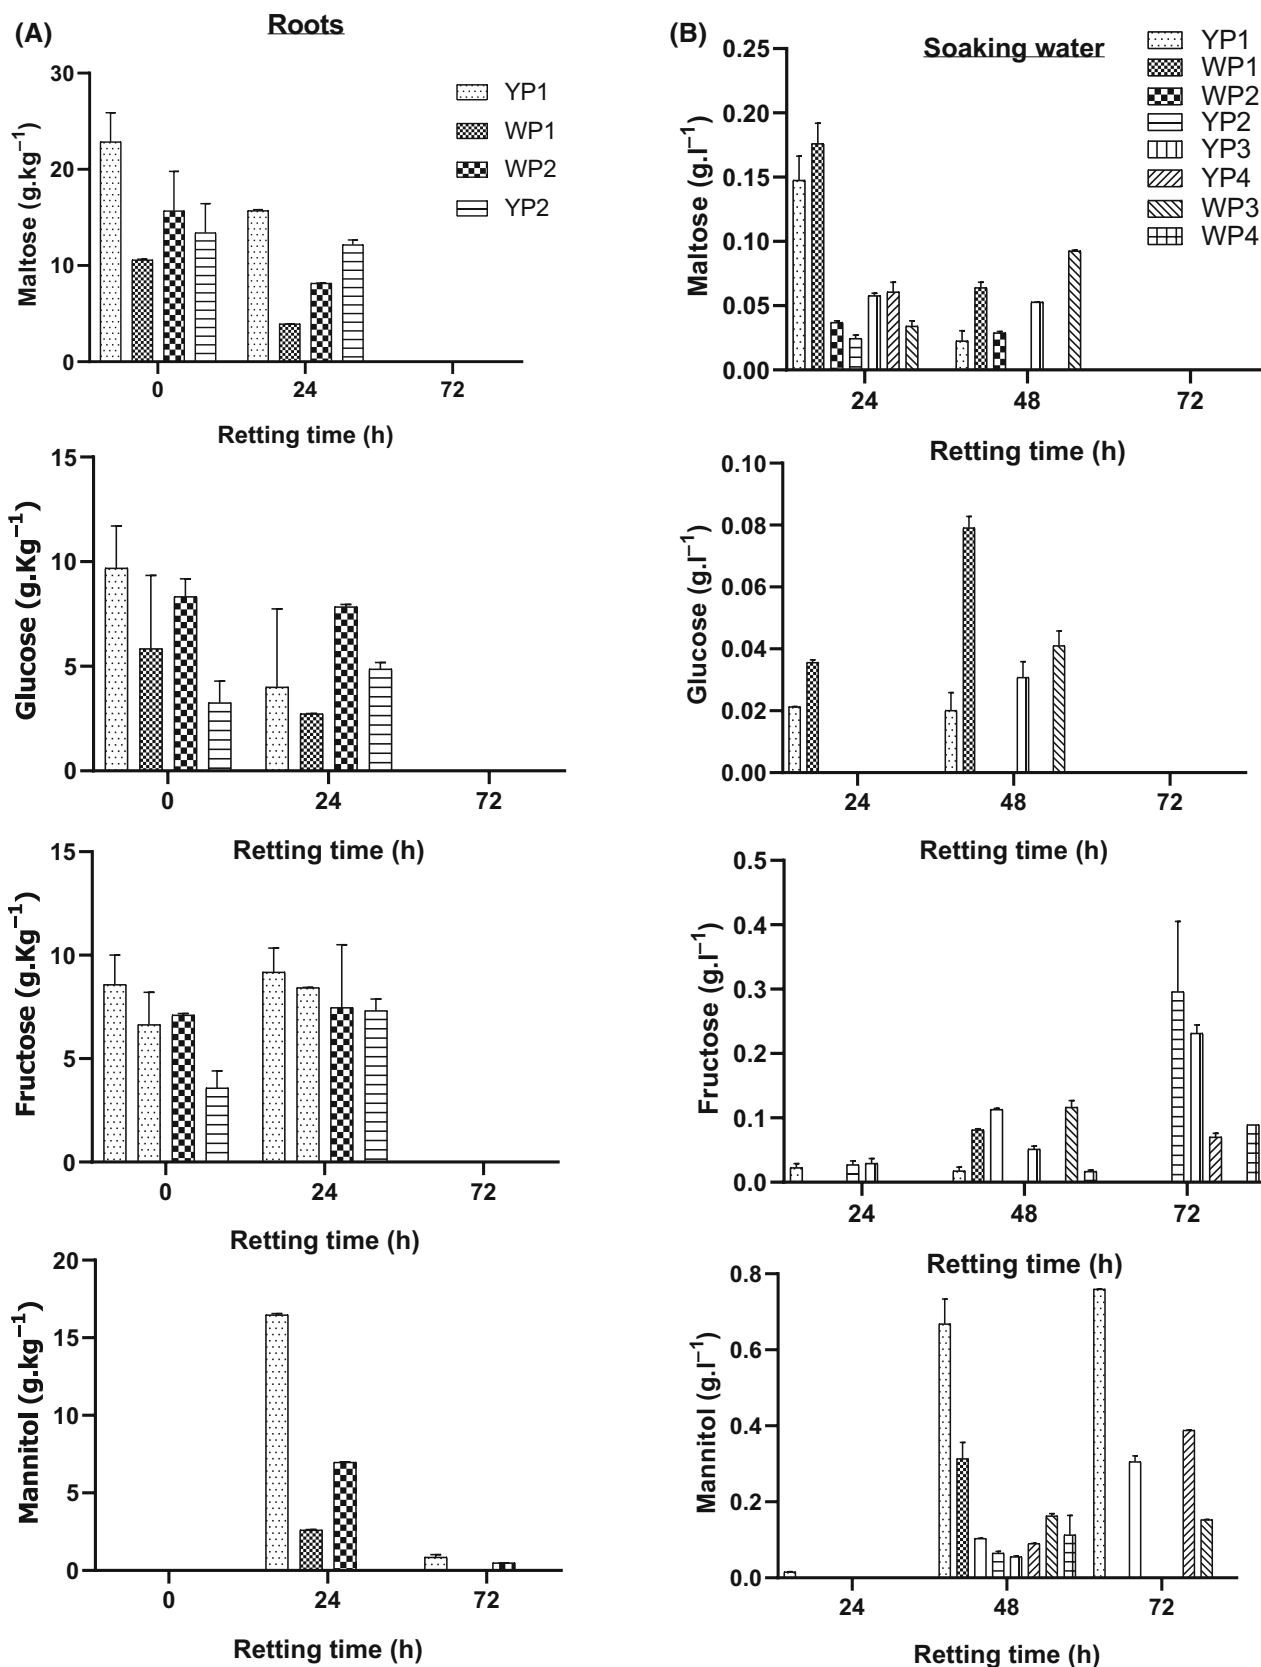 (A)
Roots
30
20
10
0
Maltose (g.kg⁻¹)
YP1
WP1
WP2
YP2
0 24 72
Retting time (h)
15
10
5
0
Glucose (g.Kg⁻¹)
0 24 72
Retting time (h)
15
10
5
0
Fructose (g.Kg⁻¹)
0 24 72
Retting time (h)
20
15
10
5
0
Mannitol (g.kg⁻¹)
0 24 72
Retting time (h)
(B)
Soaking water
0.25
0.20
0.15
0.10
0.05
0.00
Maltose (g.l⁻¹)
YP1
WP1
WP2
YP2
YP3
YP4
WP3
WP4
24 48 72
Retting time (h)
0.10
0.08
0.06
0.04
0.02
0.00
Glucose (g.l⁻¹)
24 48 72
Retting time (h)
0.5
0.4
0.3
0.2
0.1
0.0
Fructose (g.l⁻¹)
24 48 72
Retting time (h)
0.8
0.6
0.4
0.2
0.0
Mannitol (g.l⁻¹)
24 48 72
Retting time (h)